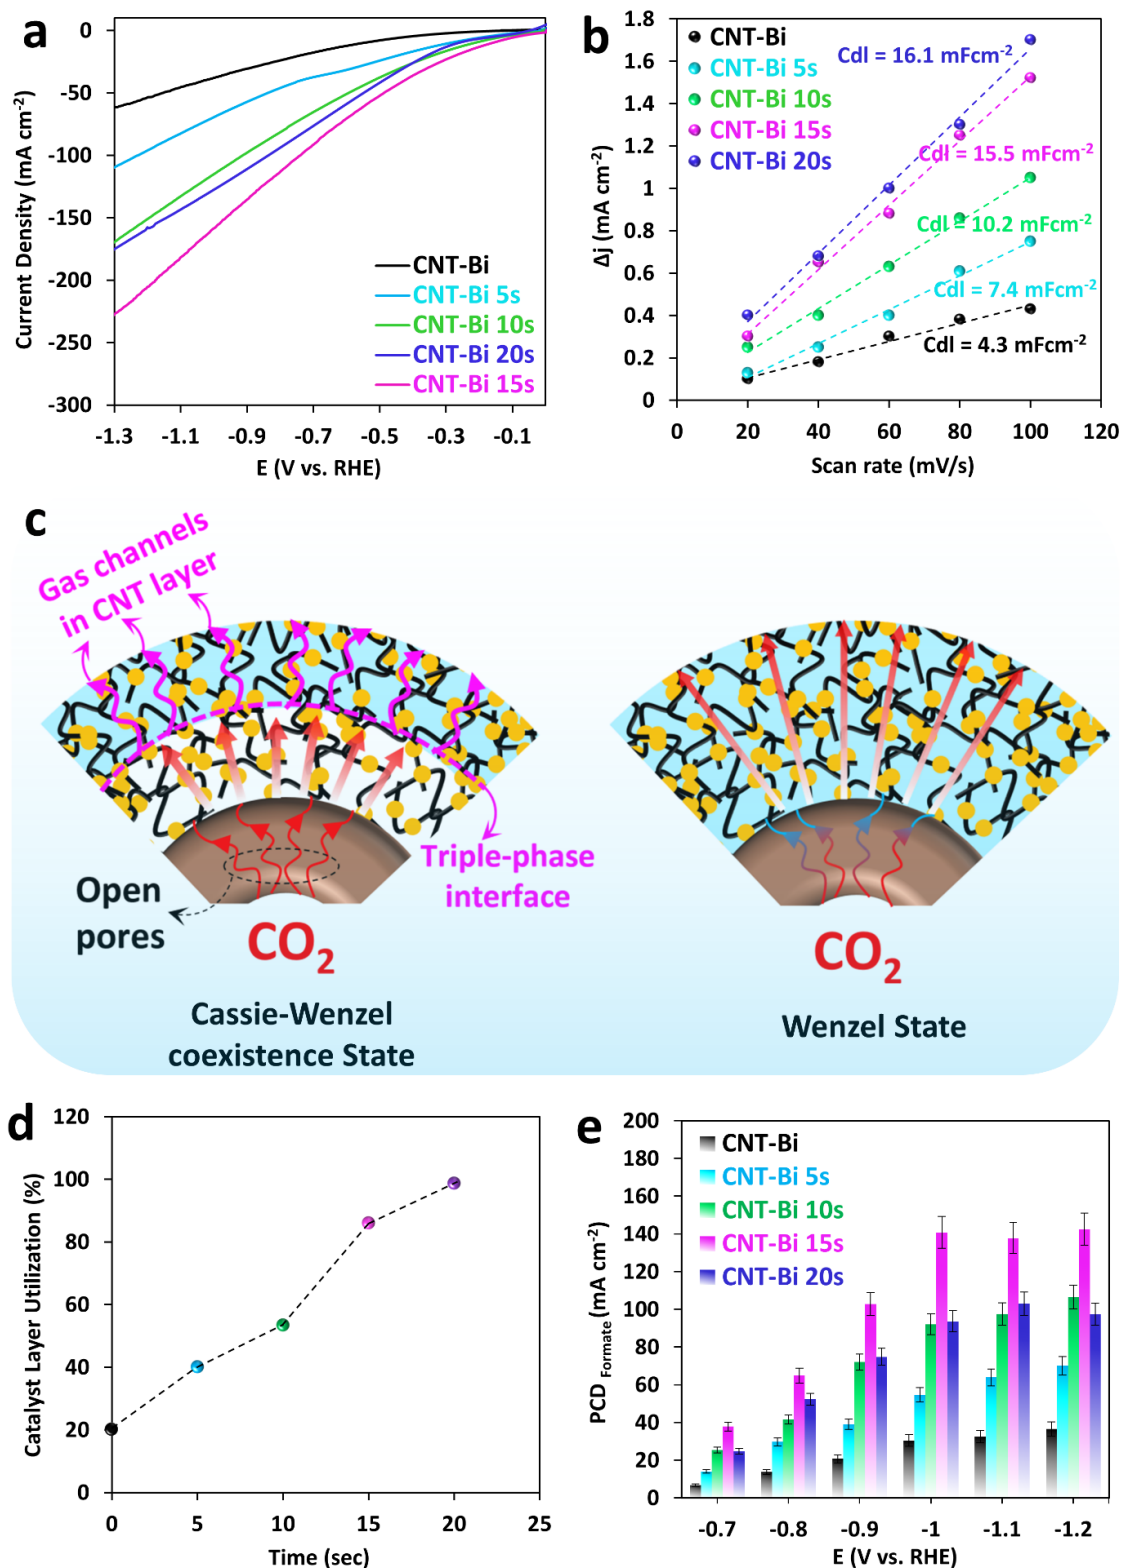 a
0
-50
-100
-150
-200
-250
-300
Current Density (mA cm-2)
CNT-Bi
CNT-Bi 5s
CNT-Bi 10s
CNT-Bi 20s
CNT-Bi 15s
-1.3 -1.1 -0.9 -0.7 -0.5 -0.3 -0.1
E (V vs. RHE)
b
1.8
1.6
1.4
1.2
1
0.8
0.6
0.4
0.2
0
Δj (mA cm-2)
CNT-Bi
CNT-Bi 5s
CNT-Bi 10s
CNT-Bi 15s
CNT-Bi 20s
Cdl = 16.1 mFcm-2
Cdl = 15.5 mFcm-2
Cdl = 10.2 mFcm-2
Cdl = 7.4 mFcm-2
Cdl = 4.3 mFcm-2
0 20 40 60 80 100 120
Scan rate (mV/s)
c
Gas channels
in CNT layer
Triple-phase
interface
Open
pores
CO2
Cassie-Wenzel
coexistence State
CO2
Wenzel State
d
120
100
80
60
40
20
0
Catalyst Layer Utilization (%)
0 5 10 15 20 25
Time (sec)
e
200
180
160
140
120
100
80
60
40
20
0
PCD Formate (mA cm-2)
CNT-Bi
CNT-Bi 5s
CNT-Bi 10s
CNT-Bi 15s
CNT-Bi 20s
-0.7 -0.8 -0.9 -1 -1.1 -1.2
E (V vs. RHE)